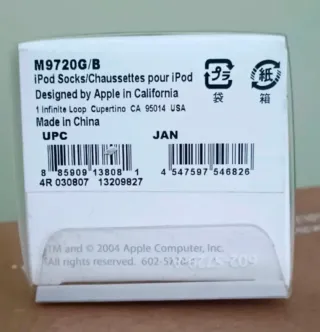 M9720G/B
iPod Socks/Chaussettes pour iPod
Designed by Apple in California
1 Infinite Loop Cupertino CA 95014 USA
Made in China
プラ 紙
袋 箱
UPC JAN
8 85909 13808 1 4 547597 546826
4R 030807 13209827
TM and © 2004 Apple Computer, Inc.
All rights reserved.